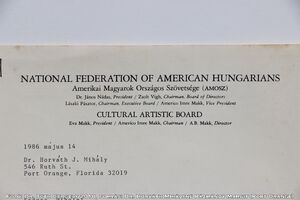 NATIONAL FEDERATION OF AMERICAN HUNGARIANS
Amerikai Magyarok Országos Szövetsége (AMOSZ)
Dr. János Nádas, President / Zsolt Vigh, Chairman, Board of Directors
László Pásztor, Chairman, Executive Board / Americo Imre Makk, Vice President
CULTURAL ARTISTIC BOARD
Eva Makk, President / Americo Imre Makk, Chairman / A.B. Makk, Director
1986 május 14
Dr. Horváth J. Mihály
546 Ruth St.
Port Orange, Florida 32019